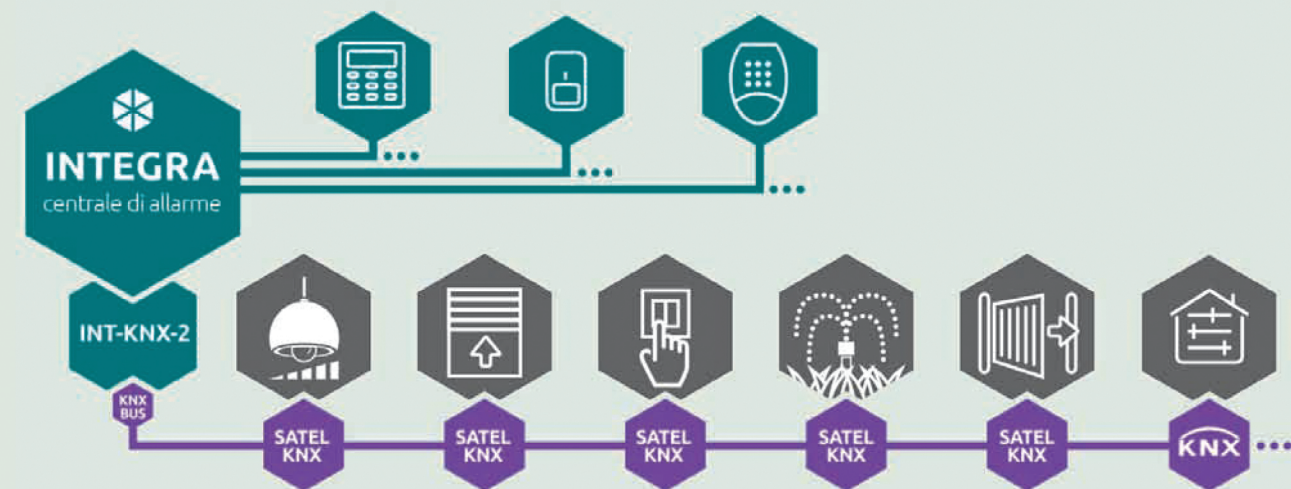 INTEGRA
centrale di allarme
INT-KNX-2
KNX
BUS
SATEL
KNX
SATEL
KNX
SATEL
KNX
SATEL
KNX
SATEL
KNX
KNX